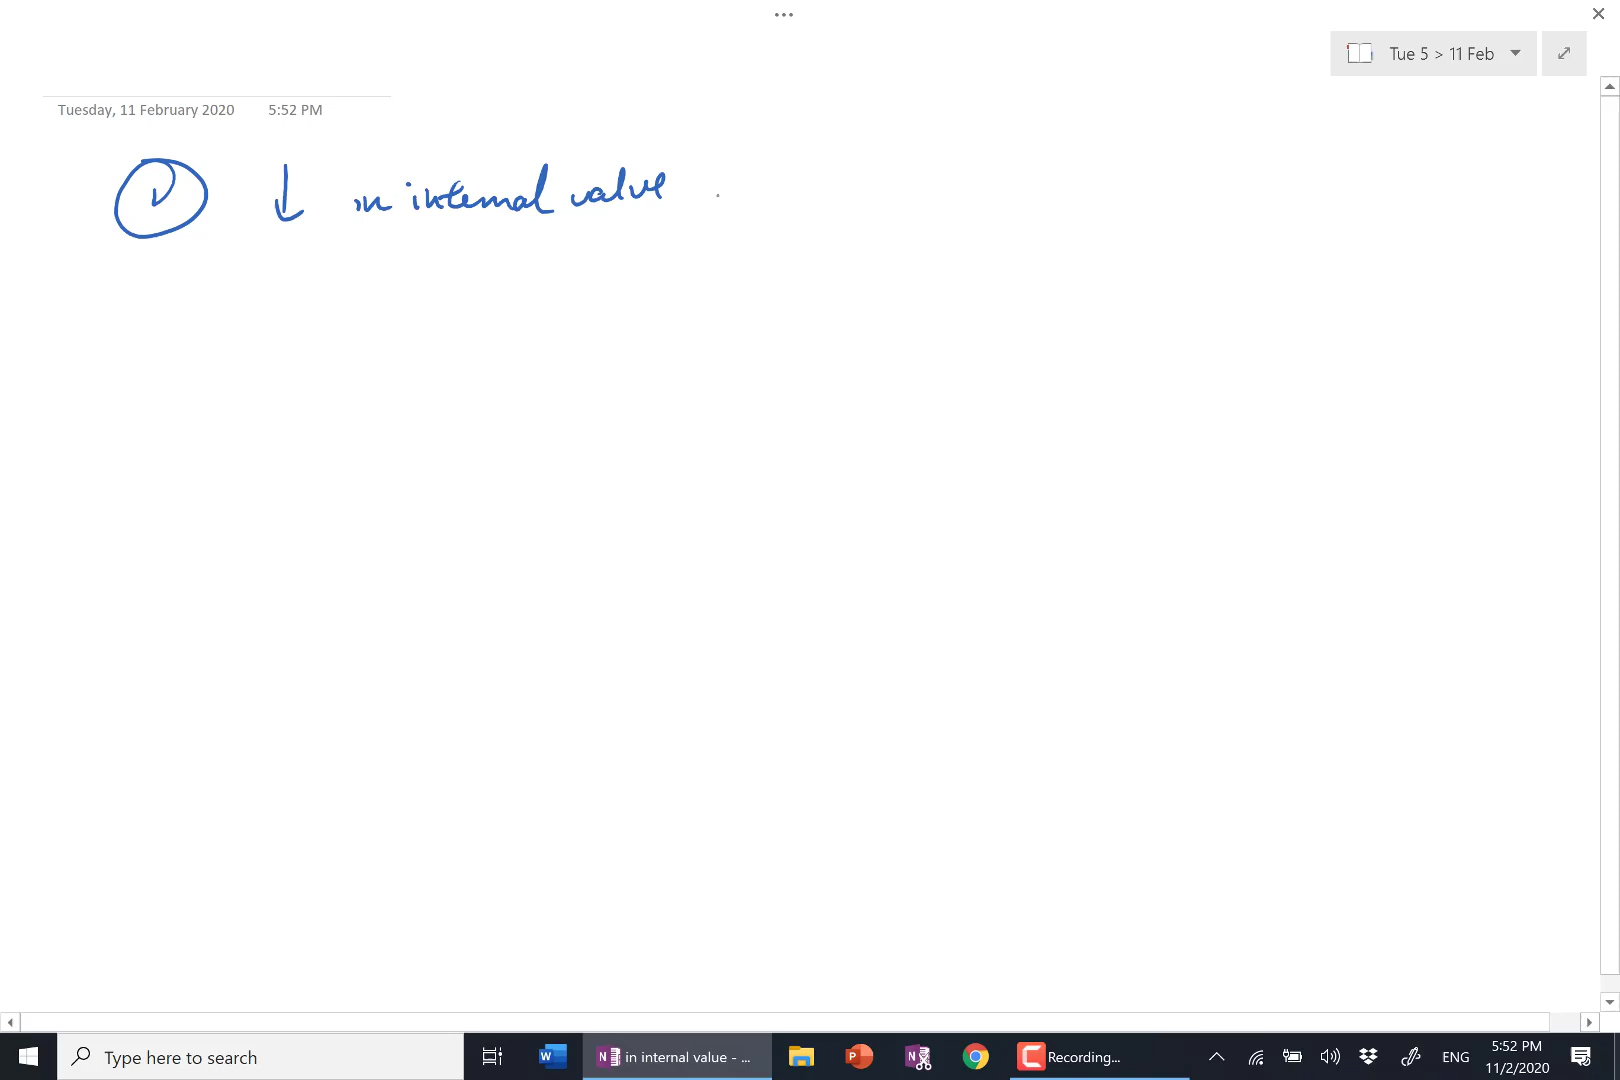 Tue 5 > 11 Feb
Tuesday, 11 February 2020 5:52 PM
↓ in internal value
Type here to search
in internal value - ...
Recording...
ENG
5:52 PM
11/2/2020